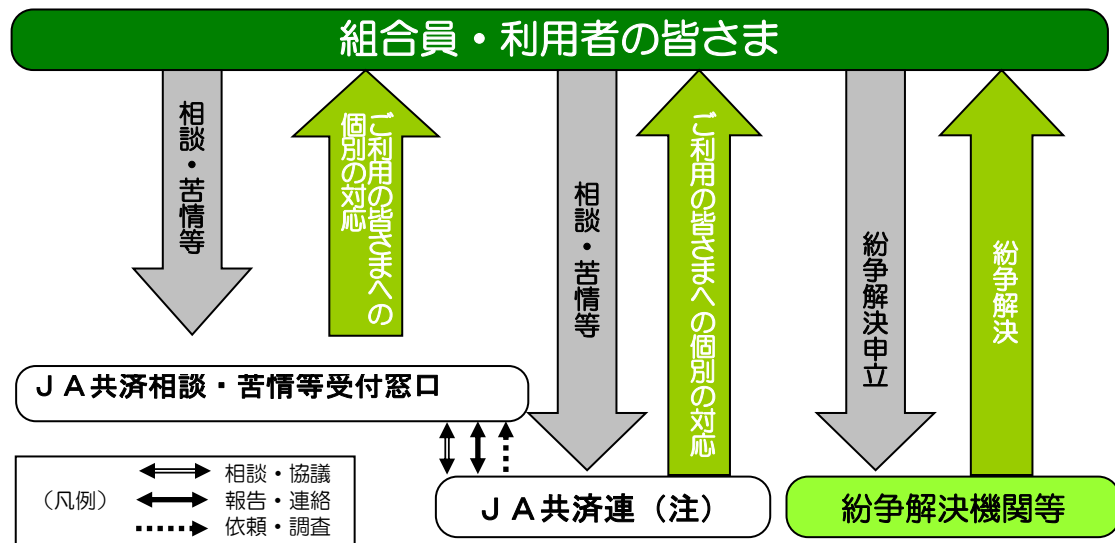 組合員・利用者の皆さま
相談・苦情等
ご利用の皆さまへの
個別の対応
相談・苦情等
ご利用の皆さまへの個別の対応
紛争解決申立
紛争解決
ＪＡ共済相談・苦情等受付窓口
（凡例）
相談・協議
報告・連絡
依頼・調査
ＪＡ共済連（注）
紛争解決機関等